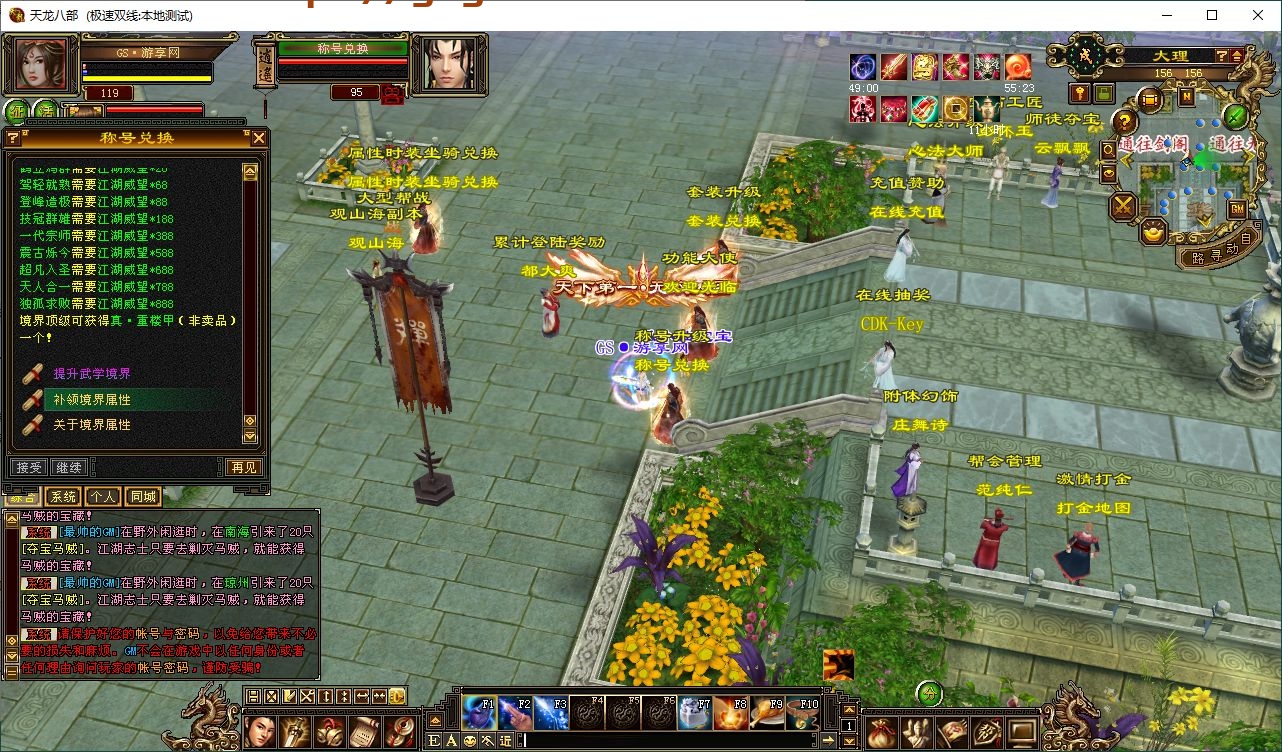 天龙八部 (极速双线:本地测试)
GS·游享网
119
称号兑换
逍遥
95
征
活
49:00
55:23
大理
156 156
N
GM
自动寻路
通往剑阁
称号兑换
驾轻就熟需要江湖威望*68
登峰造极需要江湖威望*88
技冠群雄需要江湖威望*188
一代宗师需要江湖威望*388
震古烁今需要江湖威望*588
超凡入圣需要江湖威望*688
天人合一需要江湖威望*788
独孤求败需要江湖威望*888
境界顶级可获得真·重楼甲(非卖品)
一个!
提升武学境界
补领境界属性
关于境界属性
接受
继续
再见
属性时装坐骑兑换
属性时装坐骑兑换
大型帮战
观山海副本
观山海
累计登陆奖励
都大爽
天下第一·无
功能大使
欢迎光临
套装升级
套装兑换
称号升级
GS●游享网
称号兑换
师徒夺宝
云飘飘
心法大师
充值赞助
在线充值
在线抽奖
CDK-Key
附体幻饰
庄舞诗
帮会管理
范纯仁
激情打金
打金地图
综合
系统
个人
同城
马贼的宝藏!
系统 [最帅的GM]在野外闲逛时,在南海引来了20只
[夺宝马贼]。江湖志士只要去剿灭马贼,就能获得
马贼的宝藏!
系统 [最帅的GM]在野外闲逛时,在琼州引来了20只
[夺宝马贼]。江湖志士只要去剿灭马贼,就能获得
马贼的宝藏!
系统 请保护好您的帐号与密码,以免给您带来不必
要的损失和麻烦。GM不会在游戏中以任何身份或者
任何理由询问玩家的帐号密码,谨防受骗!
F1 F2 F3 F4 F5 F6 F7 F8 F9 F10
1